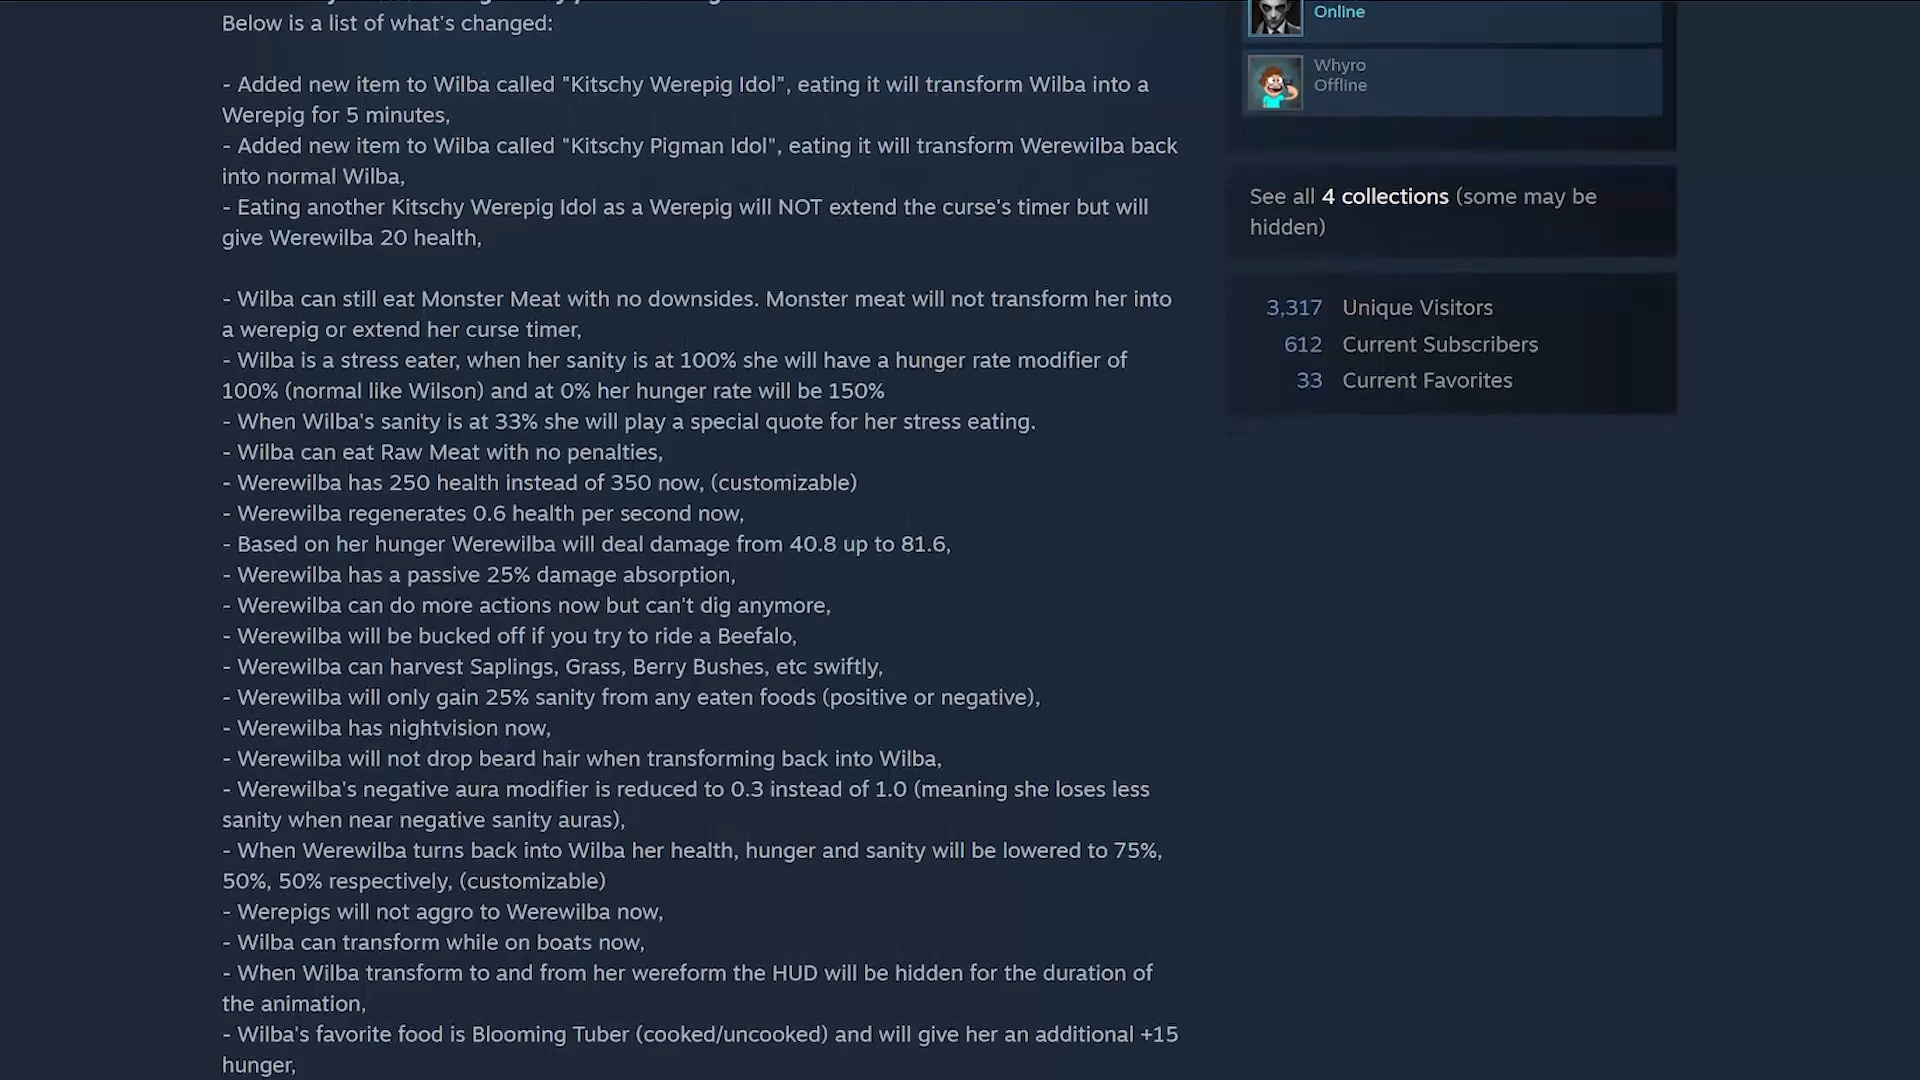 Below is a list of what's changed:
- Added new item to Wilba called "Kitschy Werepig Idol", eating it will transform Wilba into a
Werepig for 5 minutes,
- Added new item to Wilba called "Kitschy Pigman Idol", eating it will transform Werewilba back
into normal Wilba,
- Eating another Kitschy Werepig Idol as a Werepig will NOT extend the curse's timer but will
give Werewilba 20 health,
- Wilba can still eat Monster Meat with no downsides. Monster meat will not transform her into
a werepig or extend her curse timer,
- Wilba is a stress eater, when her sanity is at 100% she will have a hunger rate modifier of
100% (normal like Wilson) and at 0% her hunger rate will be 150%
- When Wilba's sanity is at 33% she will play a special quote for her stress eating.
- Wilba can eat Raw Meat with no penalties,
- Werewilba has 250 health instead of 350 now, (customizable)
- Werewilba regenerates 0.6 health per second now,
- Based on her hunger Werewilba will deal damage from 40.8 up to 81.6,
- Werewilba has a passive 25% damage absorption,
- Werewilba can do more actions now but can't dig anymore,
- Werewilba will be bucked off if you try to ride a Beefalo,
- Werewilba can harvest Saplings, Grass, Berry Bushes, etc swiftly,
- Werewilba will only gain 25% sanity from any eaten foods (positive or negative),
- Werewilba has nightvision now,
- Werewilba will not drop beard hair when transforming back into Wilba,
- Werewilba's negative aura modifier is reduced to 0.3 instead of 1.0 (meaning she loses less
sanity when near negative sanity auras),
- When Werewilba turns back into Wilba her health, hunger and sanity will be lowered to 75%,
50%, 50% respectively, (customizable)
- Werepigs will not aggro to Werewilba now,
- Wilba can transform while on boats now,
- When Wilba transform to and from her wereform the HUD will be hidden for the duration of
the animation,
- Wilba's favorite food is Blooming Tuber (cooked/uncooked) and will give her an additional +15
hunger,
Online
Whyro
Offline
See all 4 collections (some may be
hidden)
3,317 Unique Visitors
612 Current Subscribers
33 Current Favorites